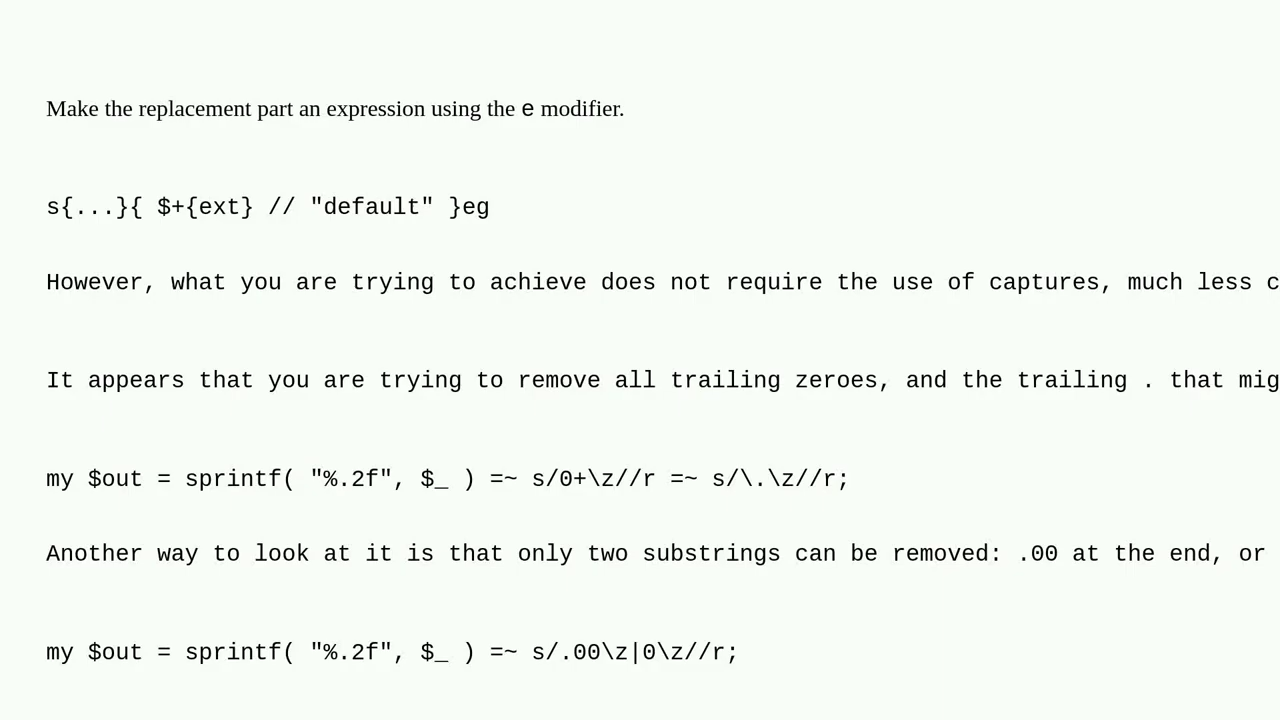 Make the replacement part an expression using the e modifier.
s{...}{ $+{ext} // "default" }eg
However, what you are trying to achieve does not require the use of captures, much less
It appears that you are trying to remove all trailing zeroes, and the trailing . that
my $out = sprintf( "%.2f", $_ ) =~ s/0+\z//r =~ s/\.\z//r;
Another way to look at it is that only two substrings can be removed: .00 at the end, or
my $out = sprintf( "%.2f", $_ ) =~ s/.00\z|0\z//r;